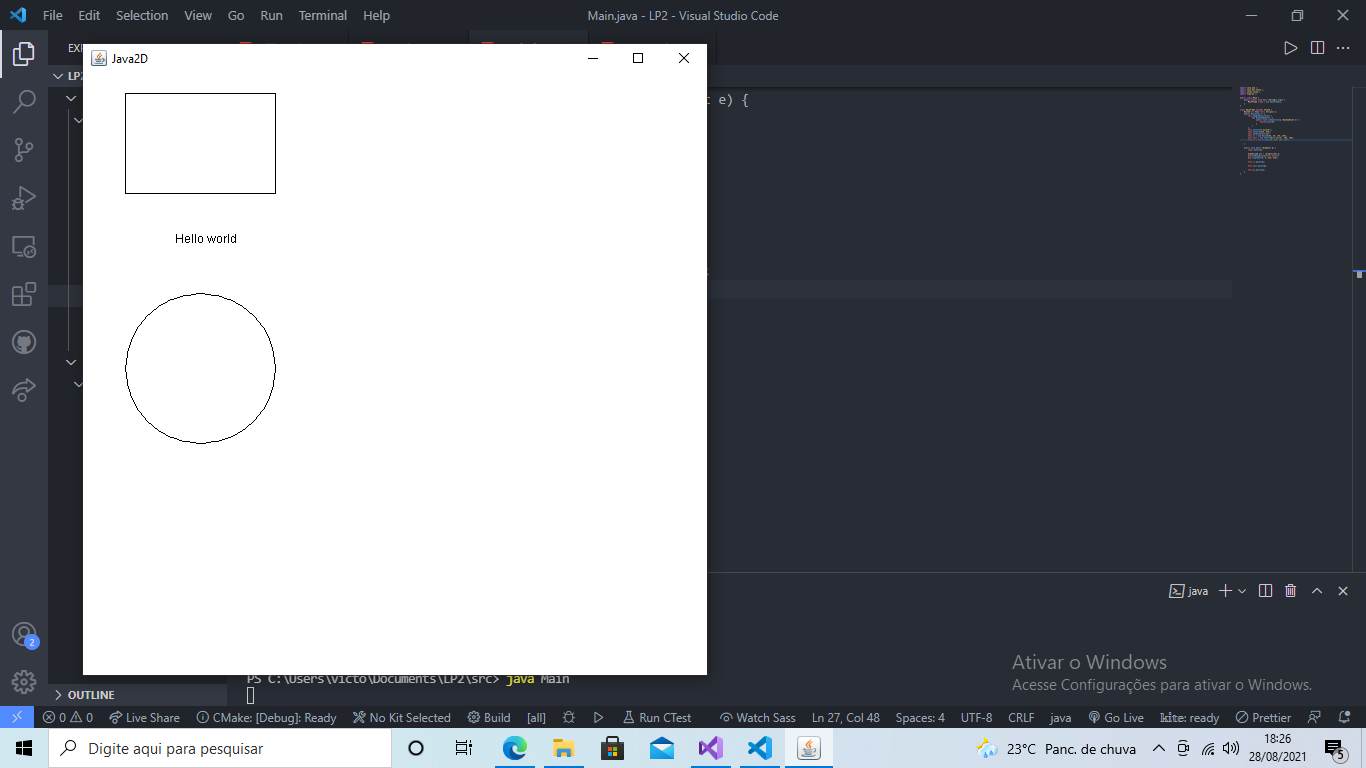 File Edit Selection View Go Run Terminal Help
Main.java - LP2 - Visual Studio Code
Java2D
e) {
Hello world
java
PS C:\Users\victo\Documents\LP2\src> java Main
Ativar o Windows
Acesse Configurações para ativar o Windows.
2
OUTLINE
0 0 Live Share CMake: [Debug]: Ready No Kit Selected Build [all] Run CTest Watch Sass Ln 27, Col 48 Spaces: 4 UTF-8 CRLF java Go Live kite: ready Prettier
Digite aqui para pesquisar
23°C Panc. de chuva
18:26
28/08/2021
5